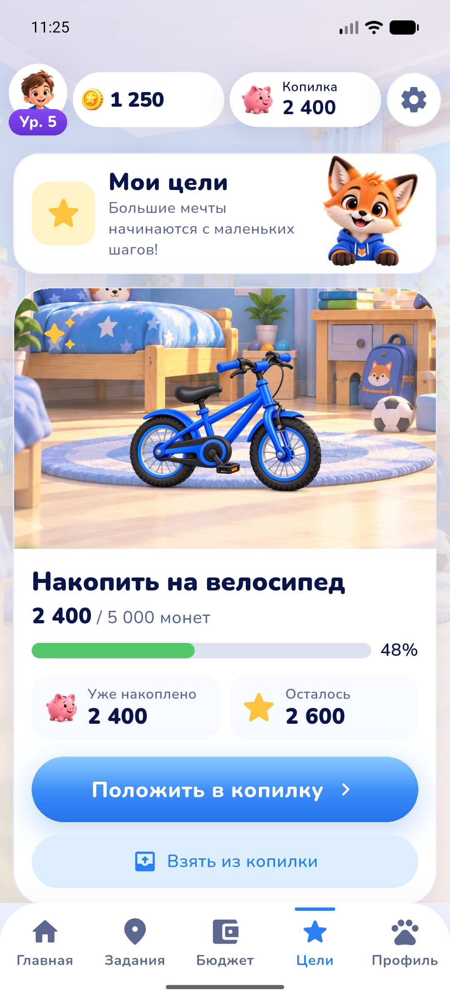 11:25
Ур. 5
1 250
Копилка
2 400
Мои цели
Большие мечты
начинаются с маленьких
шагов!
Накопить на велосипед
2 400 / 5 000 монет
48%
Уже накоплено
2 400
Осталось
2 600
Положить в копилку
Взять из копилки
Главная
Задания
Бюджет
Цели
Профиль